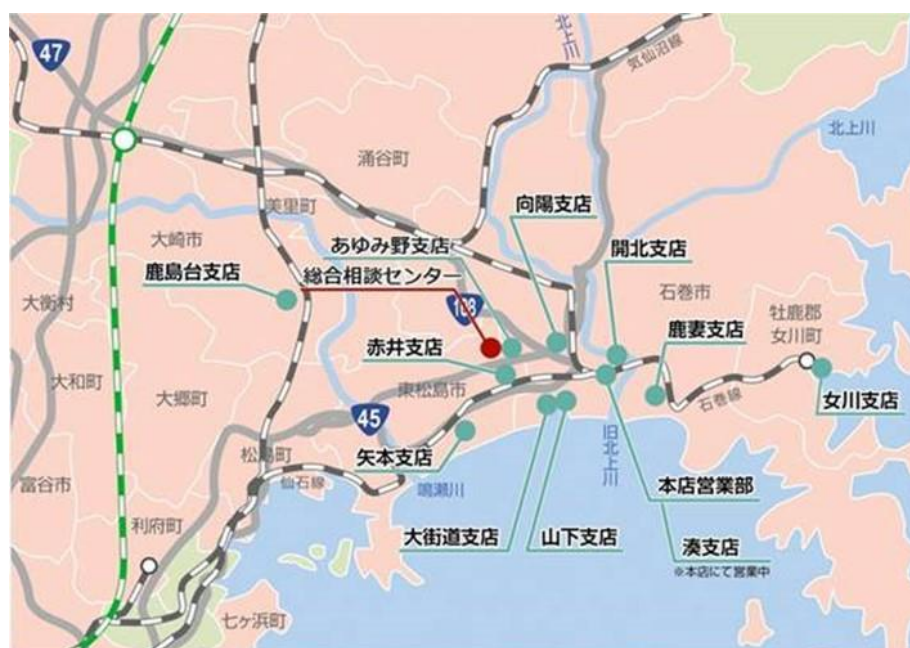 47
北上川
気仙沼線
北上川
涌谷町
向陽支店
美里町
あゆみ野支店
開北支店
大崎市
総合相談センター
鹿島台支店
石巻市
大衡村
108
牡鹿郡
女川町
鹿妻支店
赤井支店
大和町
東松島市
大郷町
石巻線
女川支店
45
矢本支店
松島町
旧北上川
富谷市
仙石線
鳴瀬川
本店営業部
利府町
大街道支店
山下支店
湊支店
※本店にて営業中
七ヶ浜町